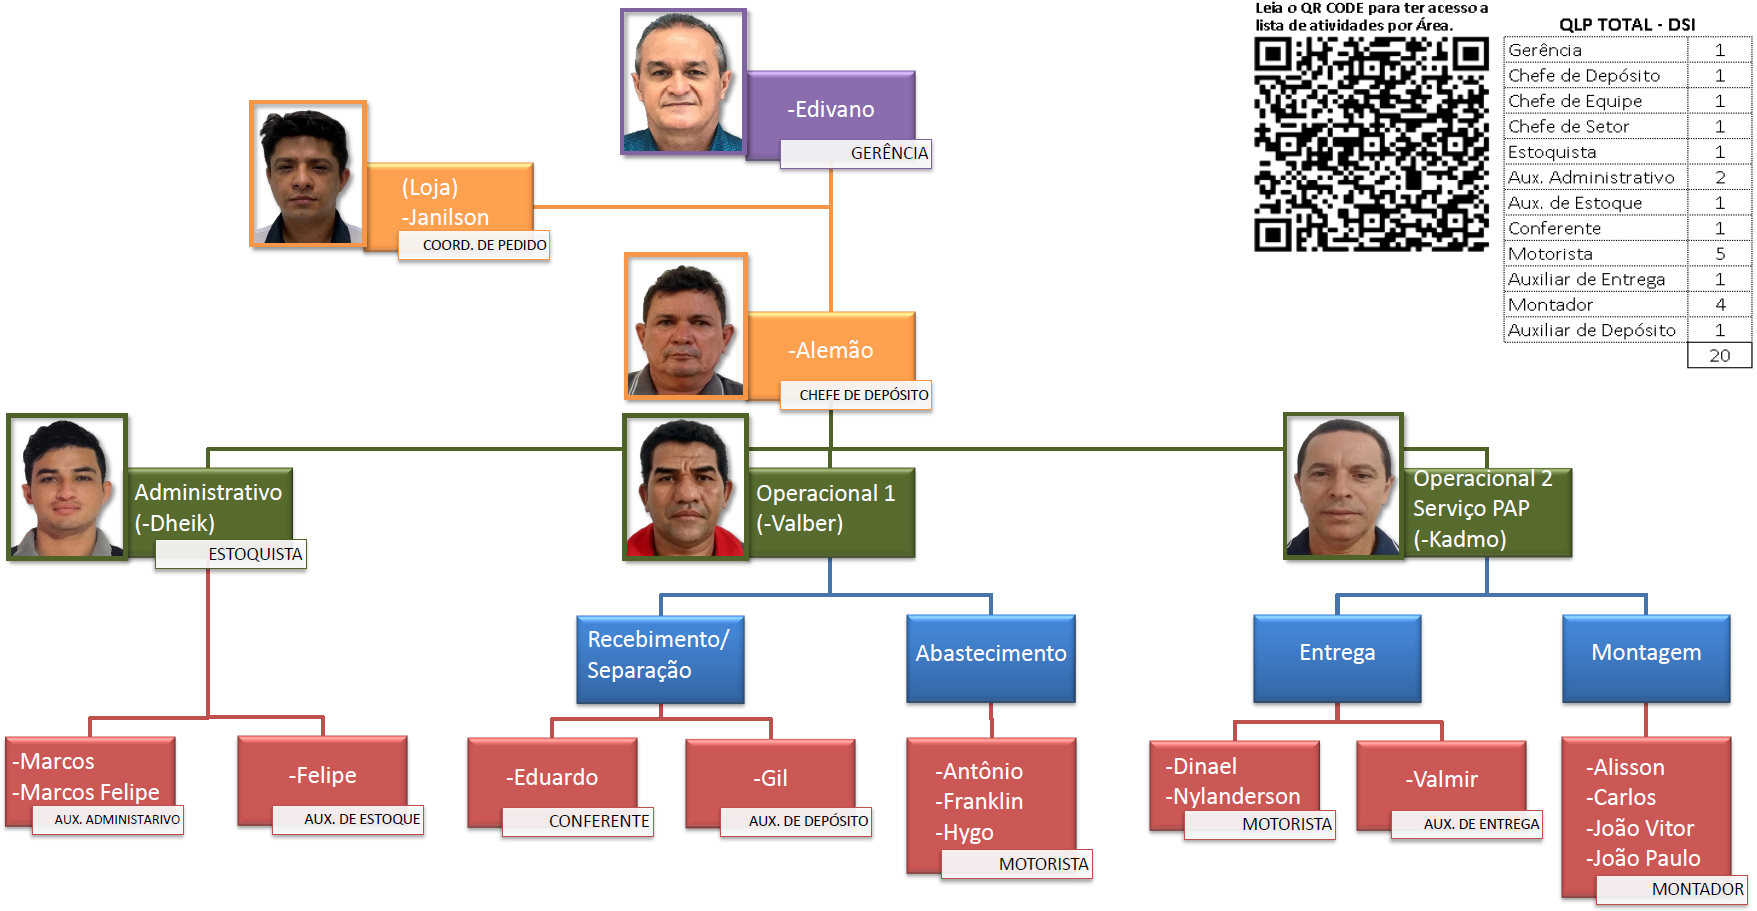 Leia o QR CODE para ter acesso a
lista de atividades por Área.
QLP TOTAL - DSI
Gerência 1
Chefe de Depósito 1
Chefe de Equipe 1
Chefe de Setor 1
Estoquista 1
Aux. Administrativo 2
Aux. de Estoque 1
Conferente 1
Motorista 5
Auxiliar de Entrega 1
Montador 4
Auxiliar de Depósito 1
20
-Edivano
GERÊNCIA
(Loja)
-Janilson
COORD. DE PEDIDO
-Alemão
CHEFE DE DEPÓSITO
Administrativo
(-Dheik)
ESTOQUISTA
Operacional 1
(-Valber)
Operacional 2
Serviço PAP
(-Kadmo)
Recebimento/
Separação
Abastecimento
Entrega
Montagem
-Marcos
-Marcos Felipe
AUX. ADMINISTARIVO
-Felipe
AUX. DE ESTOQUE
-Eduardo
CONFERENTE
-Gil
AUX. DE DEPÓSITO
-Antônio
-Franklin
-Hygo
MOTORISTA
-Dinael
-Nylanderson
MOTORISTA
-Valmir
AUX. DE ENTREGA
-Alisson
-Carlos
-João Vitor
-João Paulo
MONTADOR